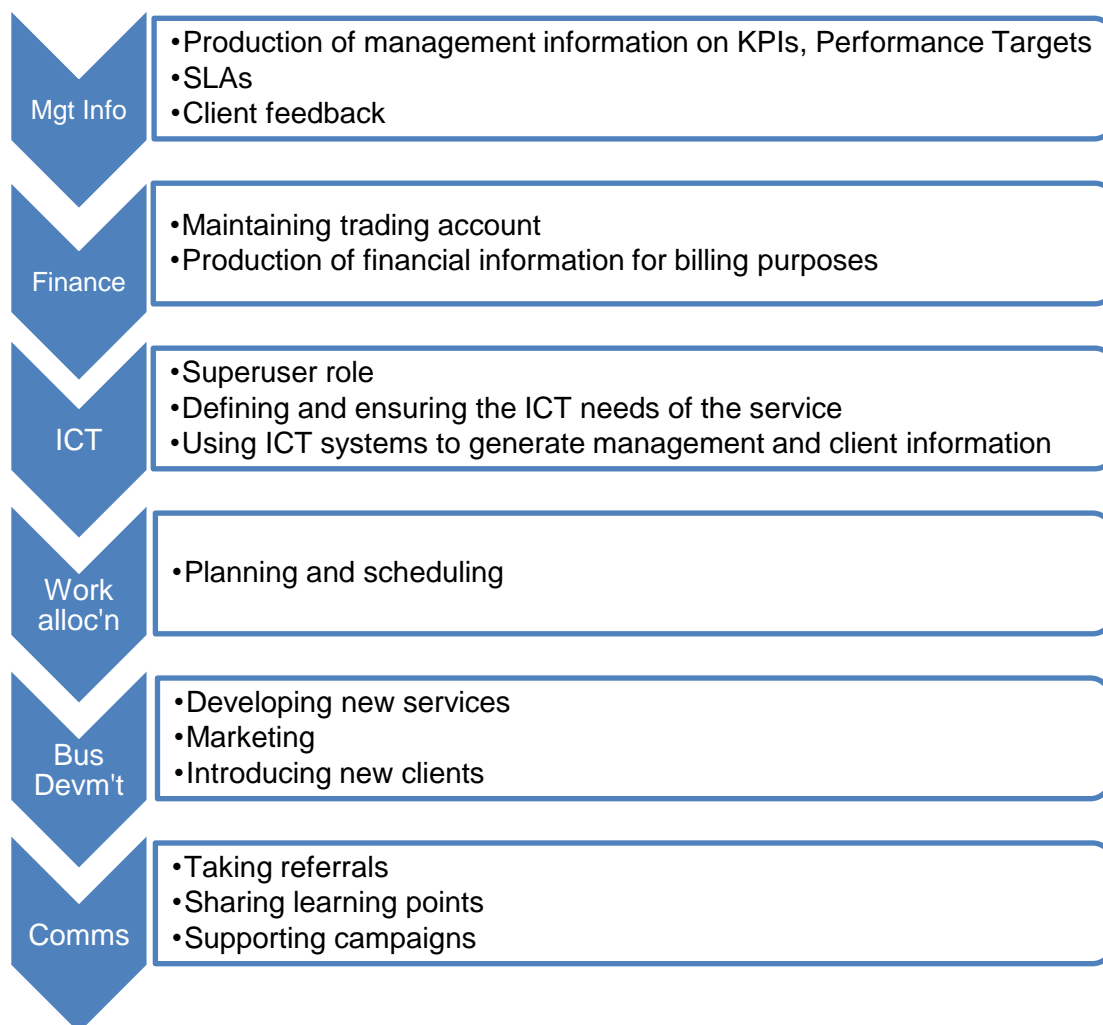 Mgt Info
•Production of management information on KPIs, Performance Targets
•SLAs
•Client feedback
Finance
•Maintaining trading account
•Production of financial information for billing purposes
ICT
•Superuser role
•Defining and ensuring the ICT needs of the service
•Using ICT systems to generate management and client information
Work
alloc'n
•Planning and scheduling
Bus
Devm't
•Developing new services
•Marketing
•Introducing new clients
Comms
•Taking referrals
•Sharing learning points
•Supporting campaigns